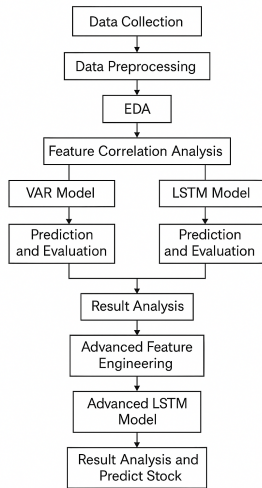 Data Collection
Data Preprocessing
EDA
Feature Correlation Analysis
VAR Model
LSTM Model
Prediction
and Evaluation
Prediction
and Evaluation
Result Analysis
Advanced Feature
Engineering
Advanced LSTM
Model
Result Analysis and
Predict Stock